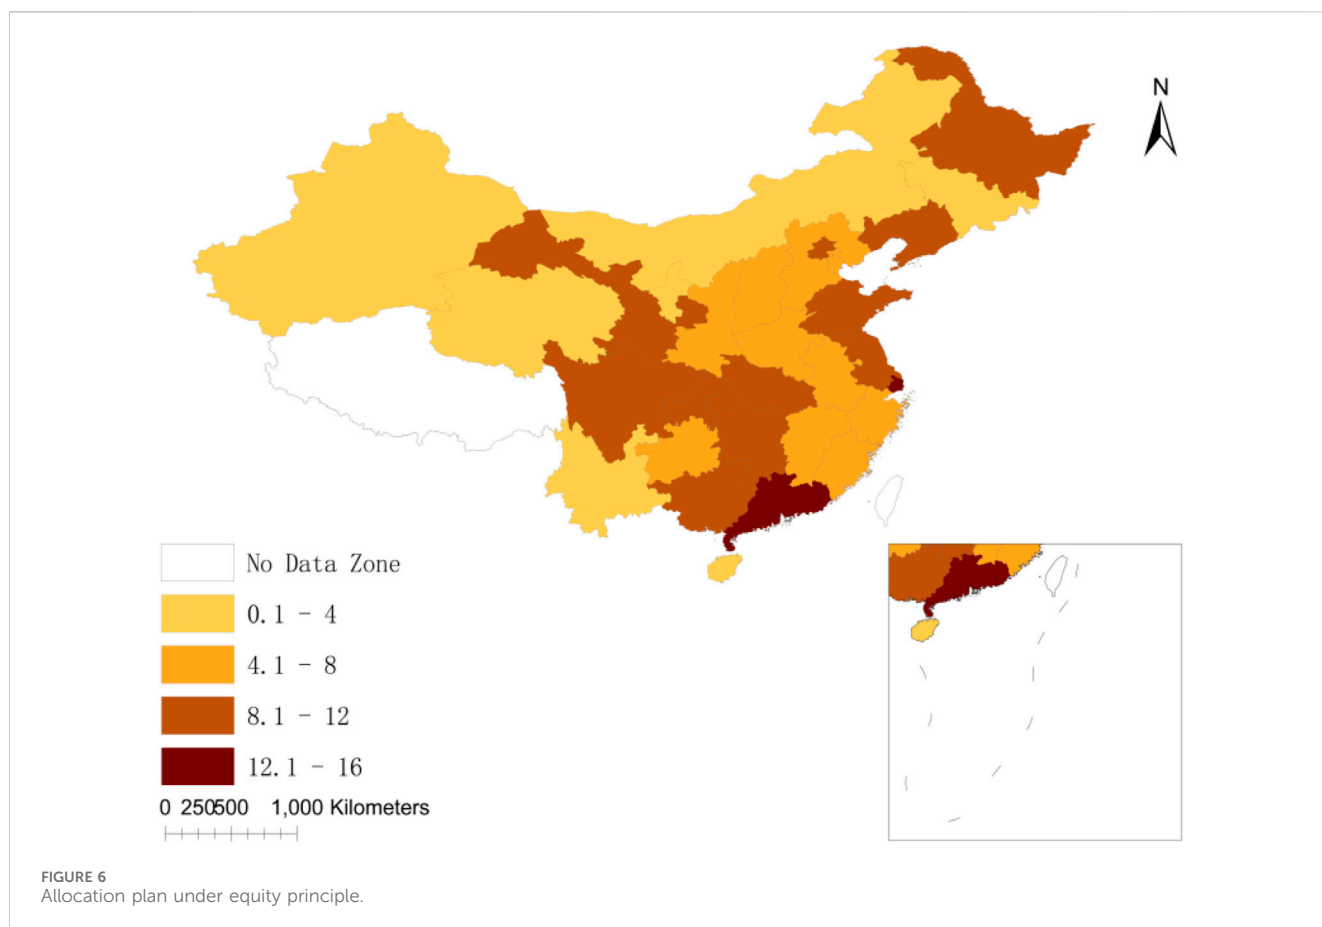 N
No Data Zone
0.1 - 4
4.1 - 8
8.1 - 12
12.1 - 16
0 250500 1,000 Kilometers
FIGURE 6
Allocation plan under equity principle.